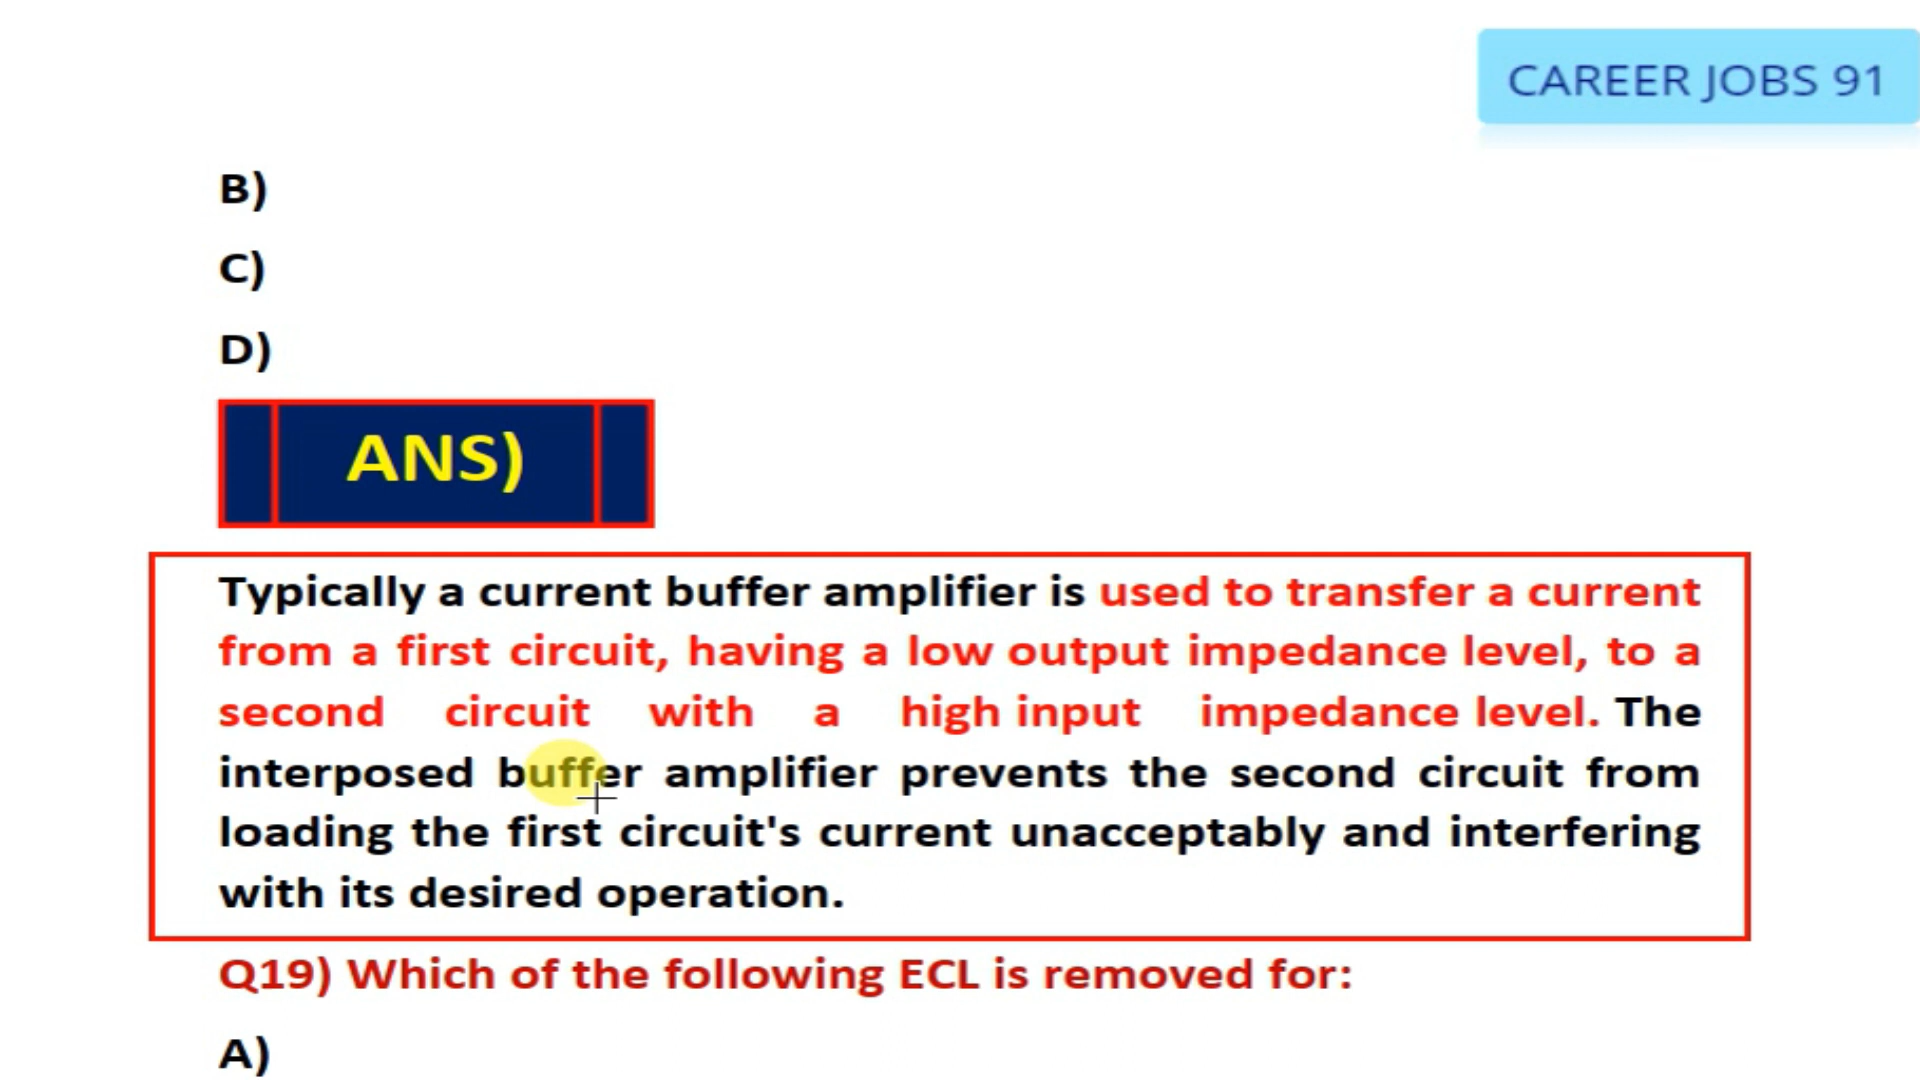 CAREER JOBS 91
B)
C)
D)
ANS)
Typically a current buffer amplifier is used to transfer a current
from a first circuit, having a low output impedance level, to a
second circuit with a high input impedance level. The
interposed buffer amplifier prevents the second circuit from
loading the first circuit's current unacceptably and interfering
with its desired operation.
Q19) Which of the following ECL is removed for:
A)